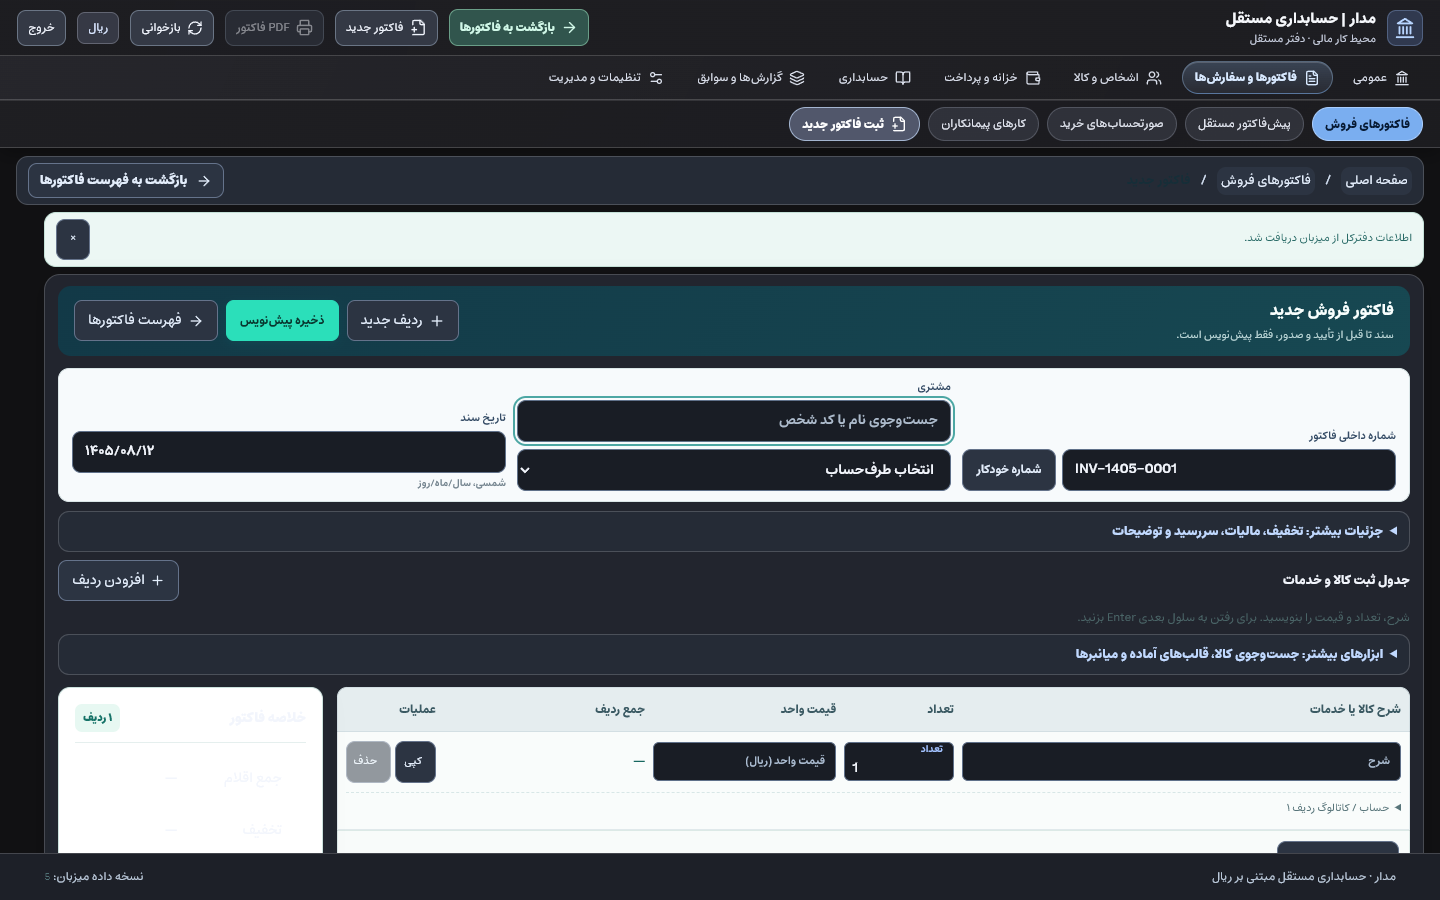 مدار | حسابداری مستقل
محیط کار مالی · دفتر مستقل
بازگشت به فاکتورها
فاکتور جدید
PDF فاکتور
بازخوانی
ریال
خروج
عمومی
فاکتورها و سفارش‌ها
اشخاص و کالا
خزانه و پرداخت
حسابداری
گزارش‌ها و سوابق
تنظیمات و مدیریت
فاکتورهای فروش
پیش‌فاکتور مستقل
صورتحساب‌های خرید
کارهای پیمانکاران
ثبت فاکتور جدید
صفحه اصلی / فاکتورهای فروش /
بازگشت به فهرست فاکتورها
اطلاعات دفترکل از میزبان دریافت شد.
×
فاکتور فروش جدید
سند تا قبل از تأیید و صدور، فقط پیش‌نویس است.
ردیف جدید
ذخیره پیش‌نویس
فهرست فاکتورها
شماره داخلی فاکتور
INV-1405-0001
شماره خودکار
مشتری
جست‌وجوی نام یا کد شخص
انتخاب طرف‌حساب
تاریخ سند
۱۴۰۵/۰۸/۱۲
شمسی، سال/ماه/روز
جزئیات بیشتر: تخفیف، مالیات، سررسید و توضیحات
جدول ثبت کالا و خدمات
افزودن ردیف
شرح، تعداد و قیمت را بنویسید. برای رفتن به سلول بعدی Enter بزنید.
ابزارهای بیشتر: جست‌وجوی کالا، قالب‌های آماده و میانبرها
شرح کالا یا خدمات
تعداد
قیمت واحد
جمع ردیف
عملیات
شرح
تعداد
1
قیمت واحد (ریال)
—
کپی
حذف
حساب / کاتالوگ ردیف ۱
خلاصه فاکتور
۱ ردیف
جمع اقلام
—
تخفیف
—
مدار · حسابداری مستقل مبتنی بر ریال
نسخه داده میزبان: 5